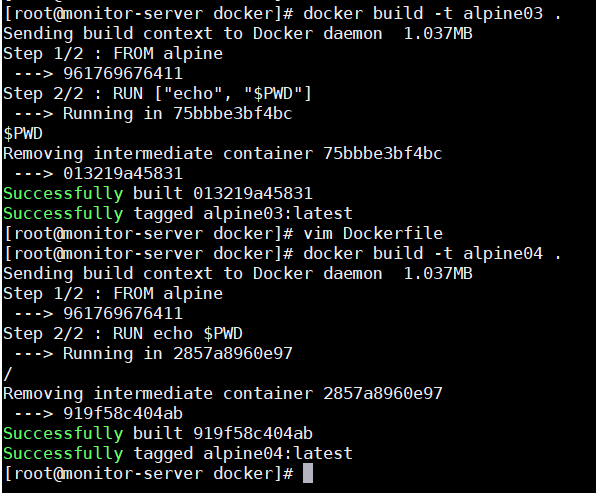 [root@monitor-server docker]# docker build -t alpine03 .
Sending build context to Docker daemon  1.037MB
Step 1/2 : FROM alpine
 ---> 961769676411
Step 2/2 : RUN ["echo", "$PWD"]
 ---> Running in 75bbbe3bf4bc
$PWD
Removing intermediate container 75bbbe3bf4bc
 ---> 013219a45831
Successfully built 013219a45831
Successfully tagged alpine03:latest
[root@monitor-server docker]# vim Dockerfile
[root@monitor-server docker]# docker build -t alpine04 .
Sending build context to Docker daemon  1.037MB
Step 1/2 : FROM alpine
 ---> 961769676411
Step 2/2 : RUN echo $PWD
 ---> Running in 2857a8960e97
/
Removing intermediate container 2857a8960e97
 ---> 919f58c404ab
Successfully built 919f58c404ab
Successfully tagged alpine04:latest
[root@monitor-server docker]#